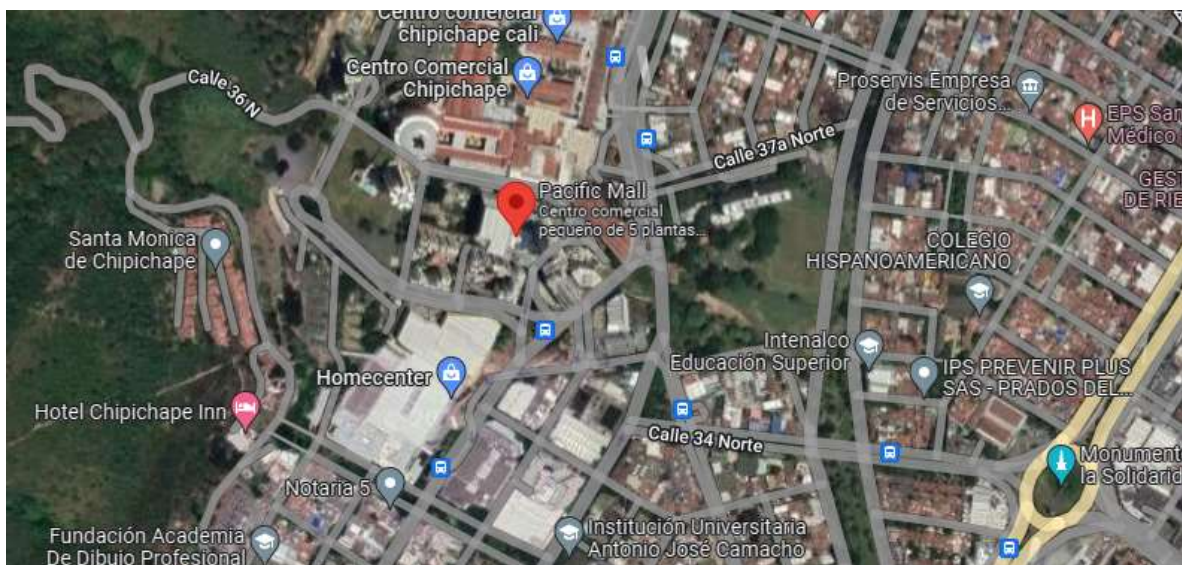 Centro comercial
chipichape cali
Centro Comercial
Chipichape
Calle 36 N
Proservis Empresa
de Servicios...
EPS San
Médico
Calle 37a Norte
GEST
DE RIE
Pacific Mall
Centro comercial
pequeño de 5 plantas...
Santa Monica
de Chipichape
COLEGIO
HISPANOAMERICANO
Intenalco
Educación Superior
IPS PREVENIR PLUS
SAS - PRADOS DEL...
Homecenter
Hotel Chipichape Inn
Calle 34 Norte
Monument
la Solidarid
Notaria 5
Institución Universitaria
Antonio José Camacho
Fundación Academia
De Dibujo Profesional